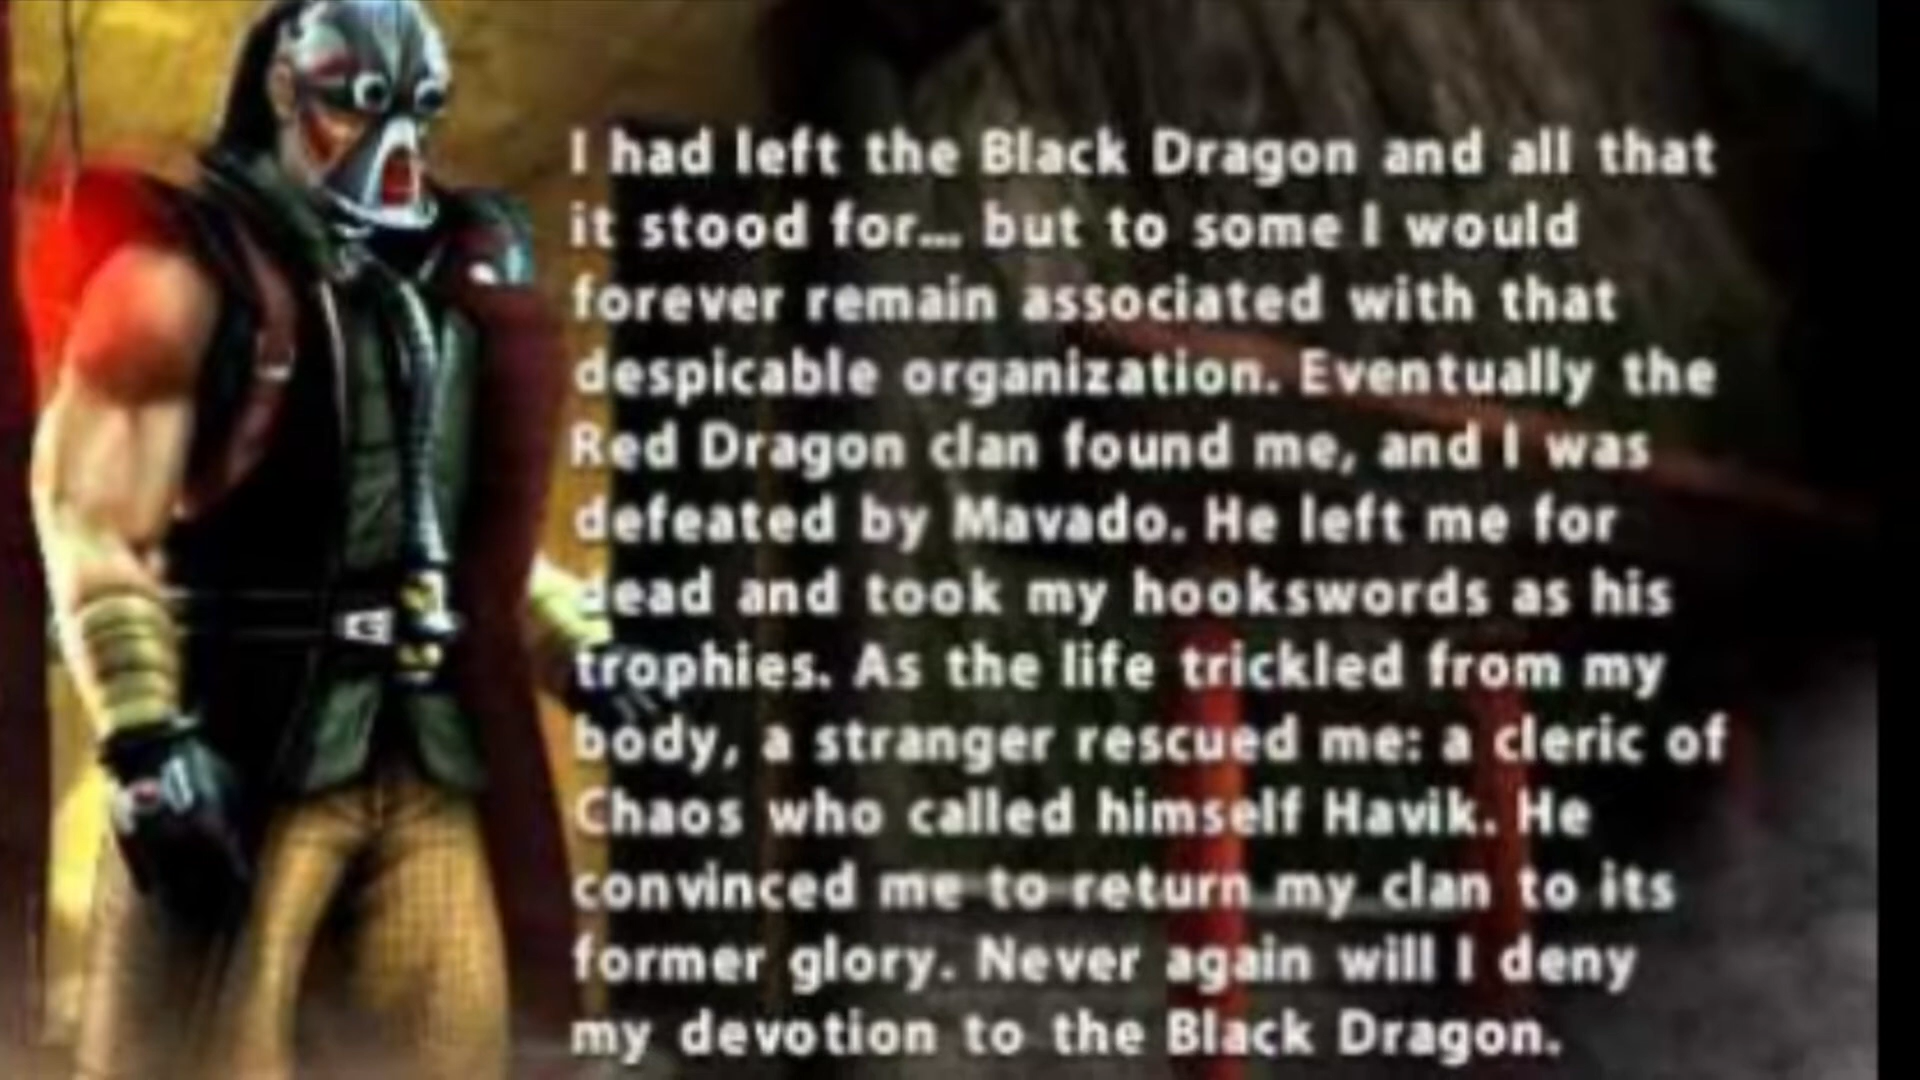 I had left the Black Dragon and all that
it stood for... but to some I would
forever remain associated with that
despicable organization. Eventually the
Red Dragon clan found me, and I was
defeated by Mavado. He left me for
dead and took my hookswords as his
trophies. As the life trickled from my
body, a stranger rescued me: a cleric of
Chaos who called himself Havik. He
convinced me to return my clan to its
former glory. Never again will I deny
my devotion to the Black Dragon.